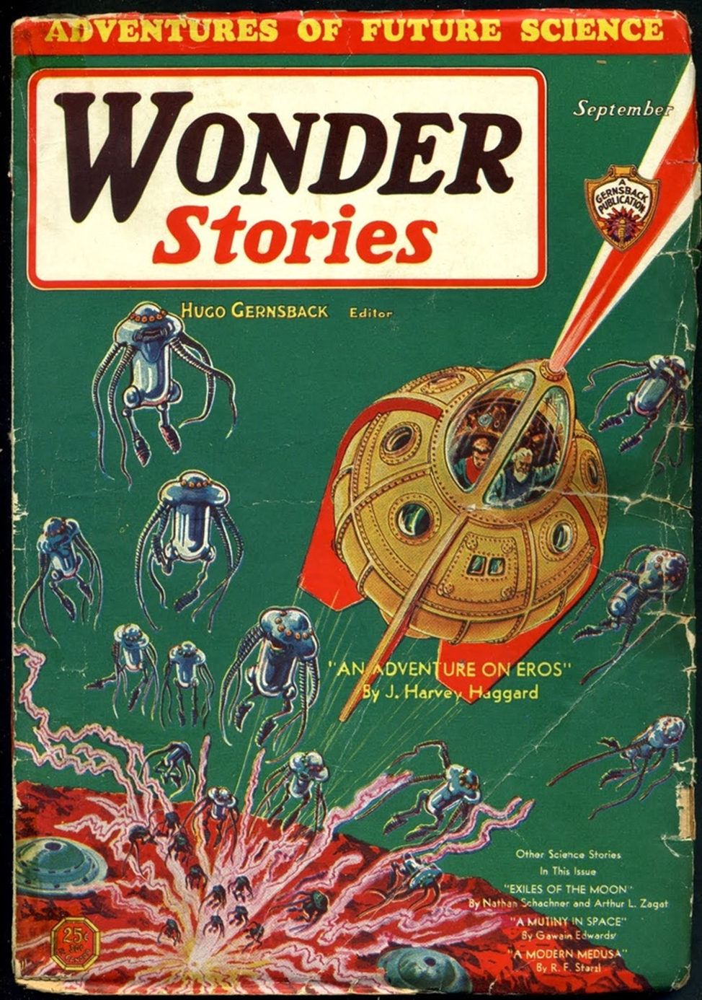 ADVENTURES OF FUTURE SCIENCE
WONDER
Stories
September
A
GERNSBACK
PUBLICATION
HUGO GERNSBACK Editor
"AN ADVENTURE ON EROS"
By J. Harvey Haggard
Other Science Stories
In This Issue
"EXILES OF THE MOON"
By Nathan Schachner and Arthur L. Zagat
"A MUTINY IN SPACE"
By Gawain Edwards
"A MODERN MEDUSA"
By R. F. Starzl
25¢